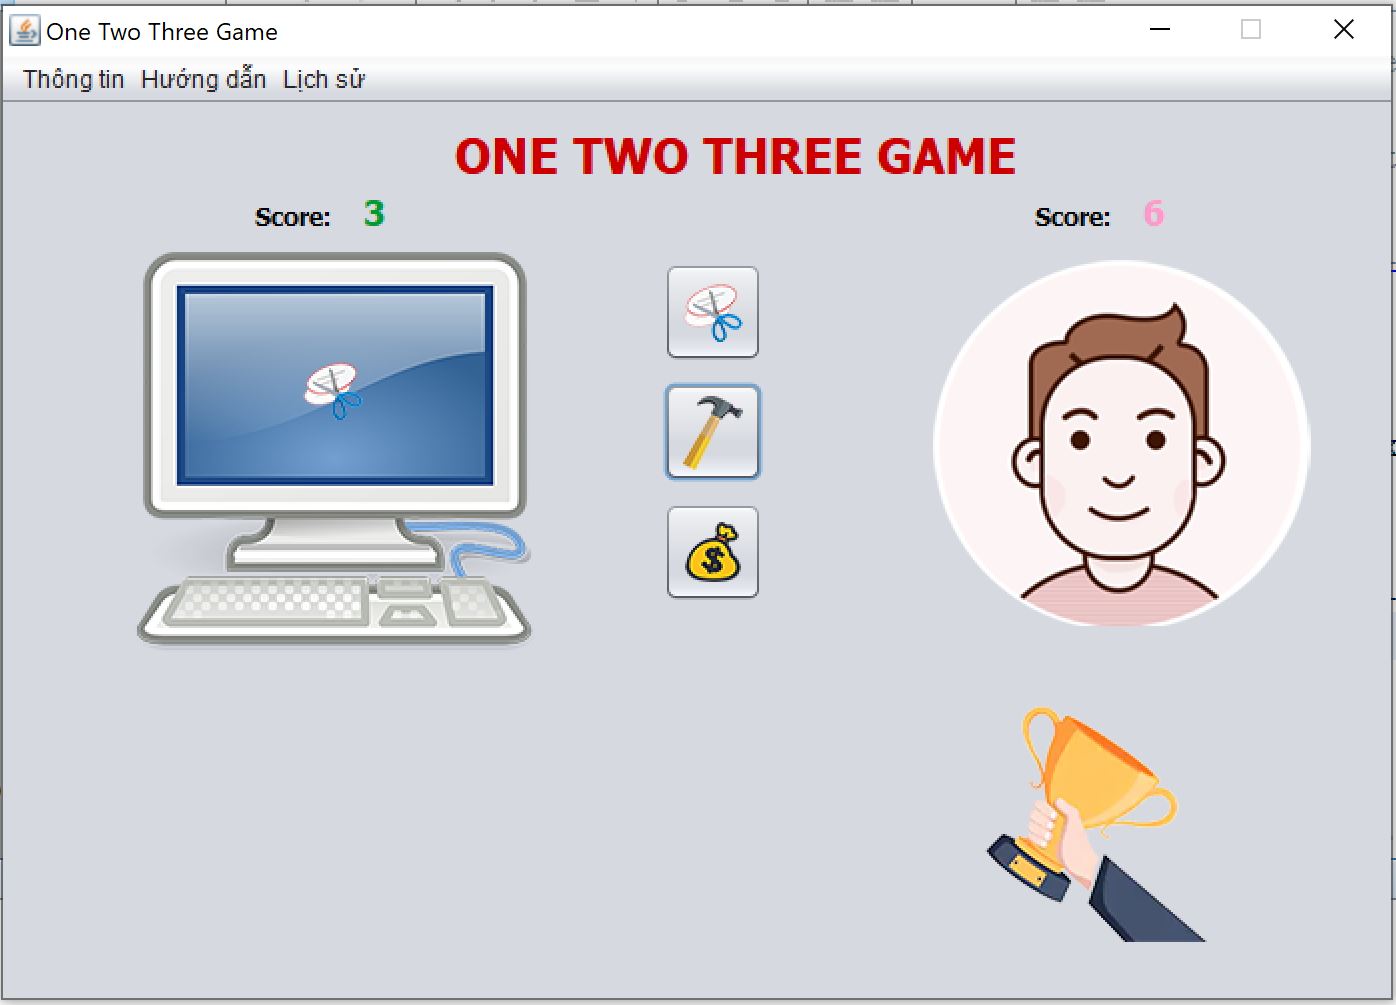 One Two Three Game
Thông tin Hướng dẫn Lịch sử
ONE TWO THREE GAME
Score: 3
Score: 6
$